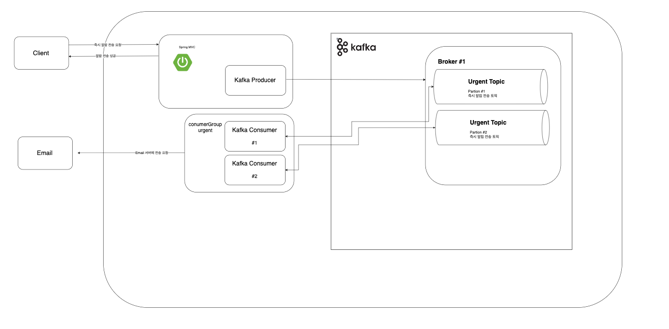 Client
즉시 알림 전송 요청
알림 전송 성공
Spring MVC
Kafka Producer
conumerGroup
urgent
Kafka Consumer
#1
Kafka Consumer
#2
Email
Email 서버에 전송 요청
kafka
Broker #1
Urgent Topic
Partion #1
즉시 알림 전송 토픽
Urgent Topic
Partion #2
즉시 알림 전송 토픽